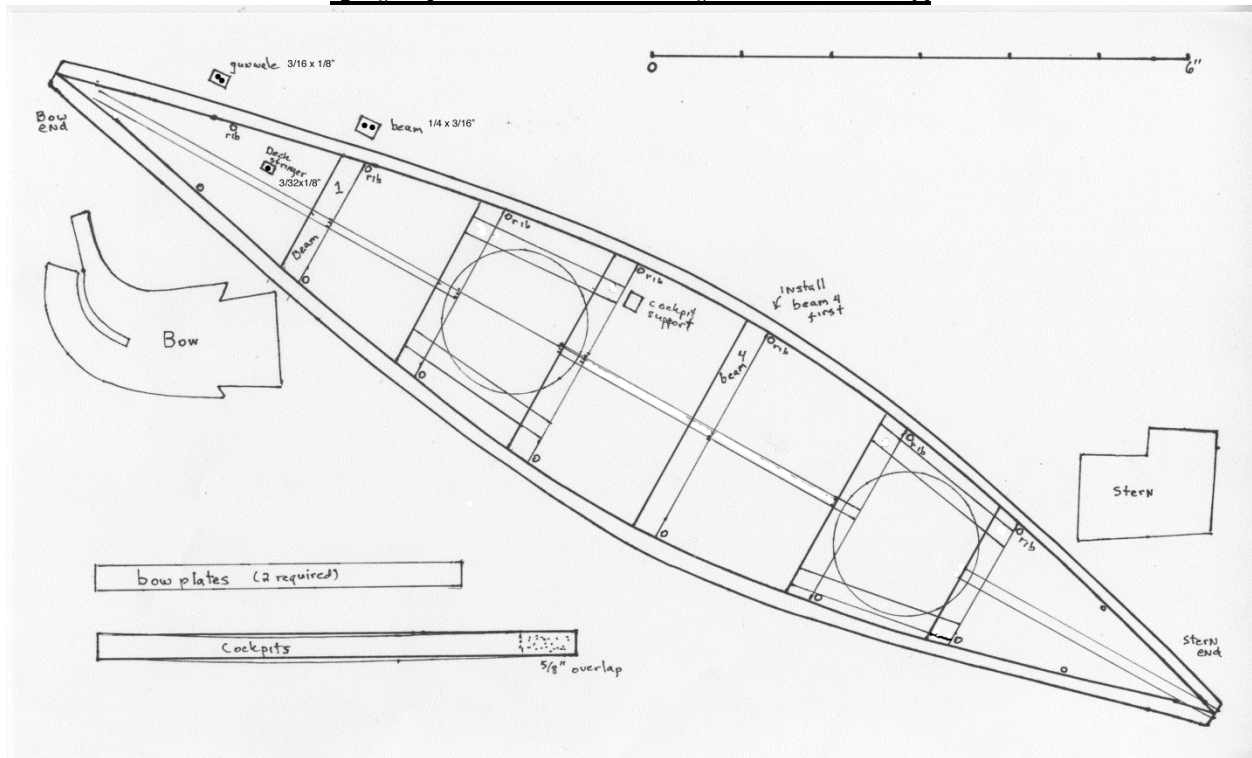 gunwale 3/16 x 1/8"
0
6"
Bow
end
beam 1/4 x 3/16"
rib
Deck
stringer
3/32x1/8"
1
rib
Beam
rib
rib
Install
beam 4
first
Cockpit
support
rib
4
beam
Bow
rib
Stern
rib
bow plates (2 required)
Stern
end
Cockpits
5/8" overlap